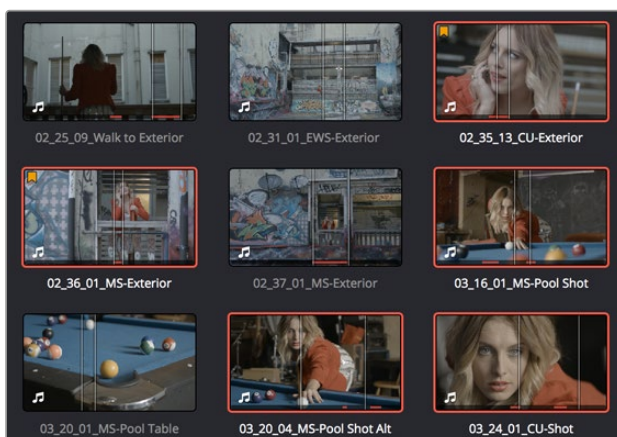 02_25_09_Walk to Exterior
02_31_01_EWS-Exterior
02_35_13_CU-Exterior
02_36_01_MS-Exterior
02_37_01_MS-Exterior
03_16_01_MS-Pool Shot
03_20_01_MS-Pool Table
03_20_04_MS-Pool Shot Alt
03_24_01_CU-Shot